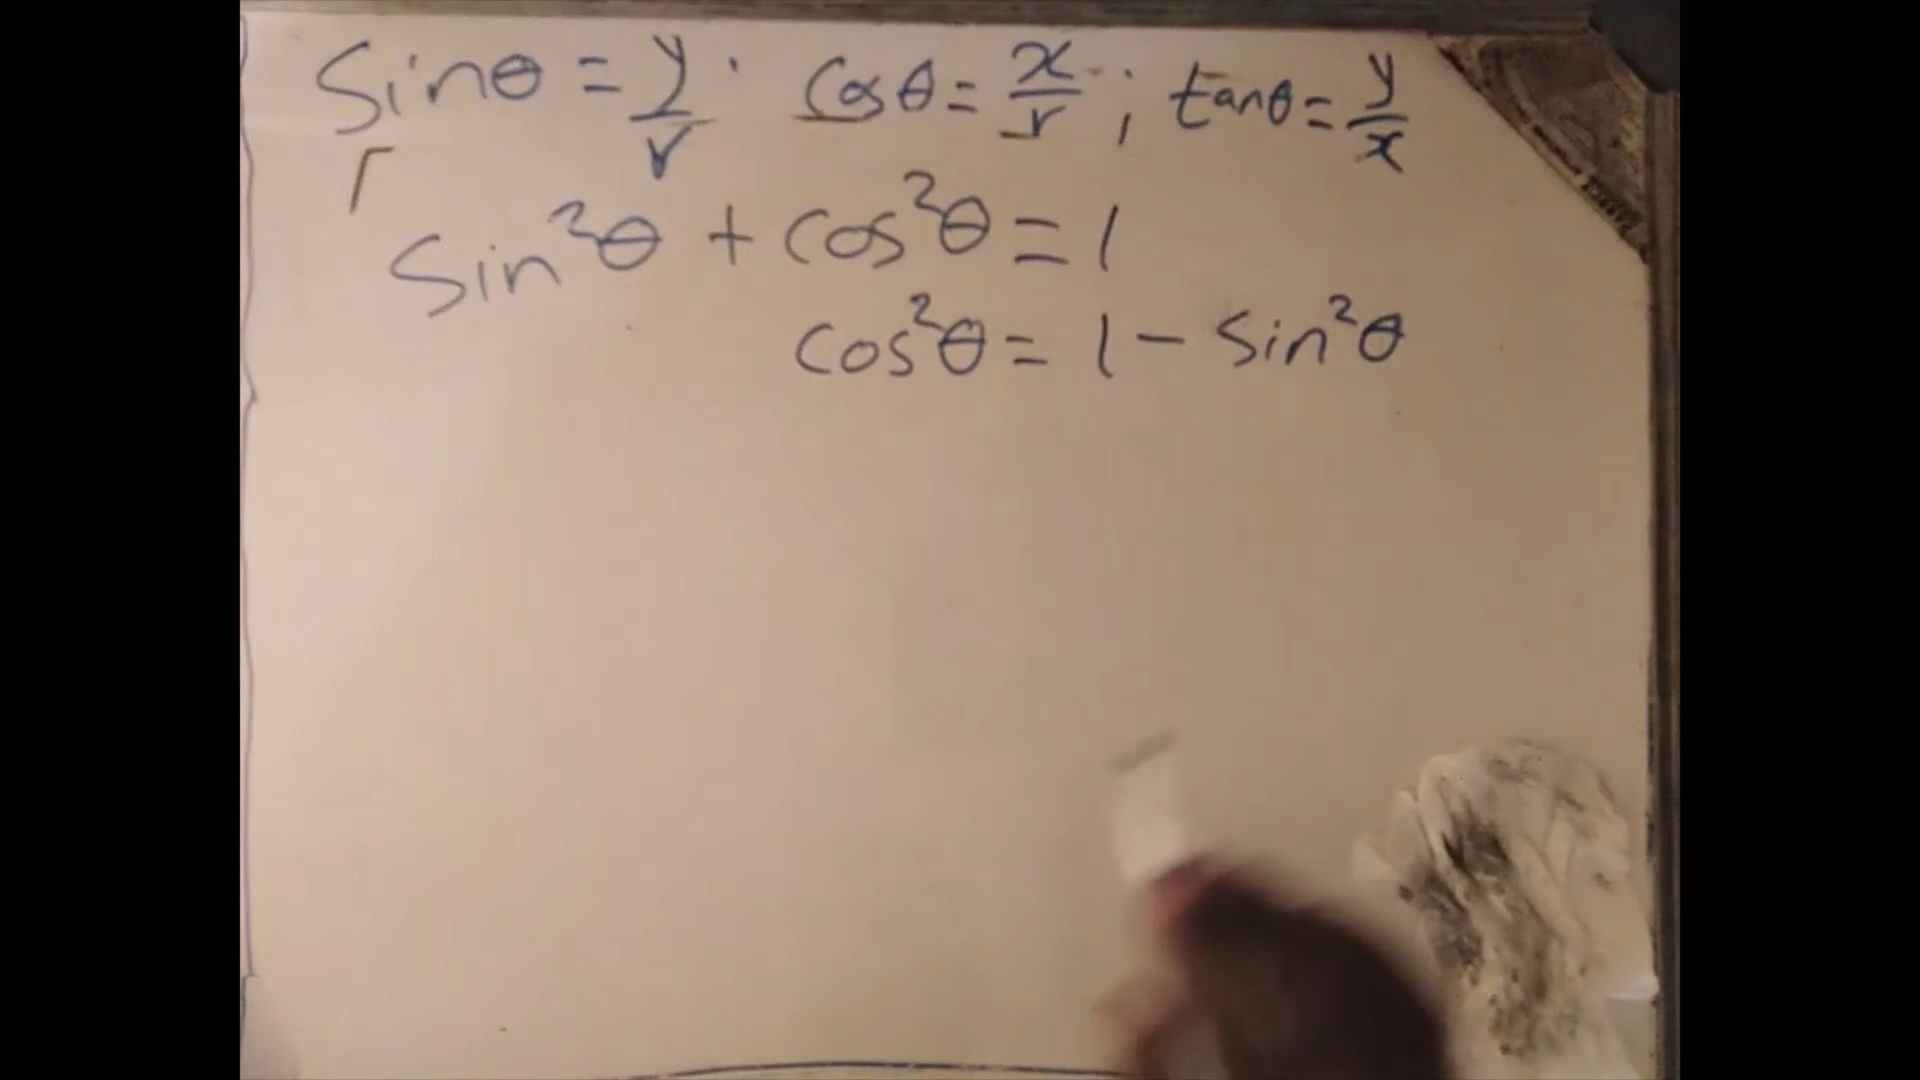 Sinθ = y/r . cosθ = x/r ; tanθ = y/x
Sin²θ + cos²θ = 1
cos²θ = 1 - sin²θ